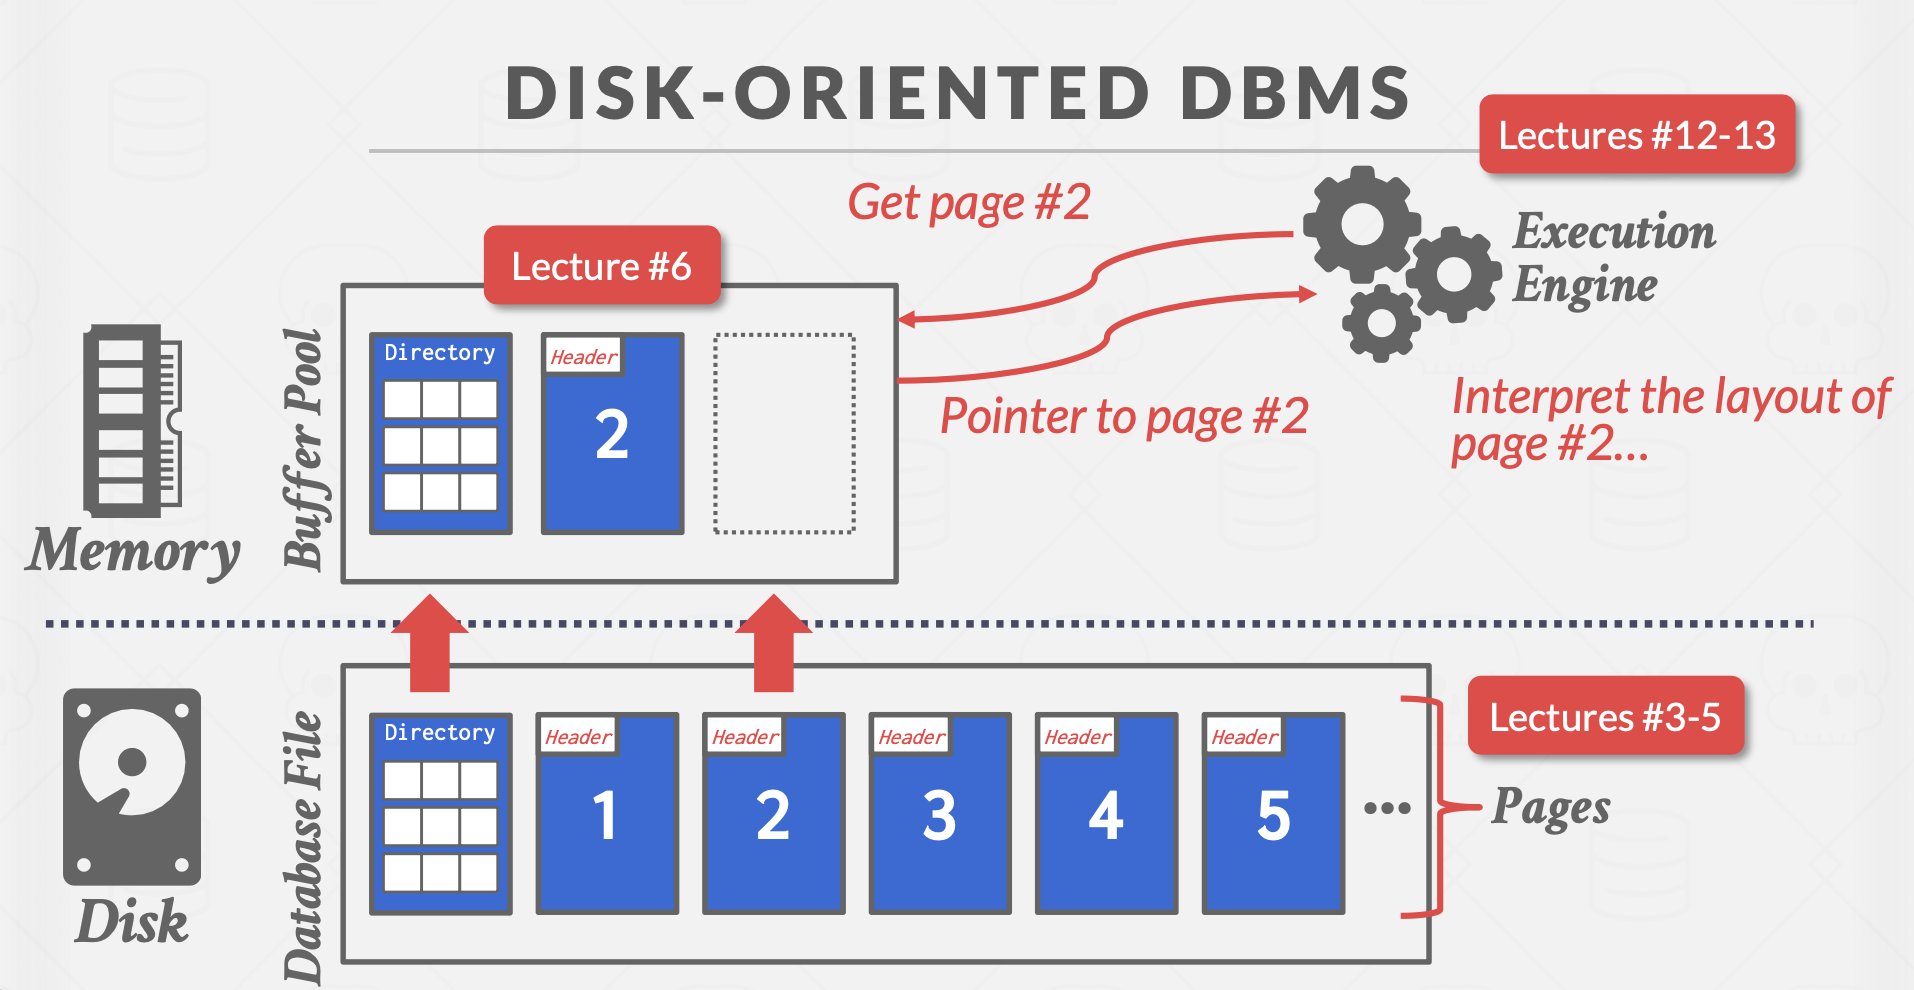 DISK-ORIENTED DBMS
Lectures #12-13
Get page #2
Execution
Engine
Lecture #6
Directory
Header
2
Pointer to page #2
Interpret the layout of
page #2...
Buffer Pool
Memory
Lectures #3-5
Directory
Header
1
Header
2
Header
3
Header
4
Header
5
...
Pages
Database File
Disk